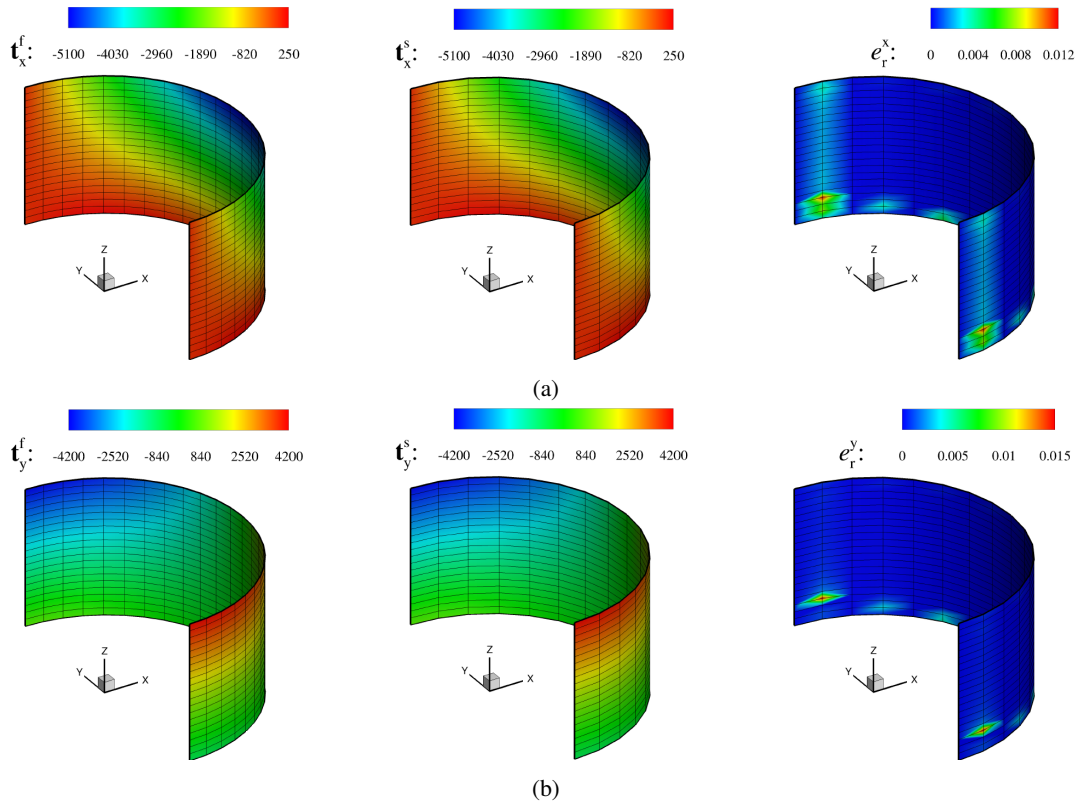 t_x^f: -5100 -4030 -2960 -1890 -820 250
t_x^s: -5100 -4030 -2960 -1890 -820 250
e_r^x 0 0.004 0.008 0.012
Z Y X
Z Y X
Z Y X
(a)
t_y^f: -4200 -2520 -840 840 2520 4200
t_y^s: -4200 -2520 -840 840 2520 4200
e_r^y 0 0.005 0.01 0.015
Z Y X
Z Y X
Z Y X
(b)